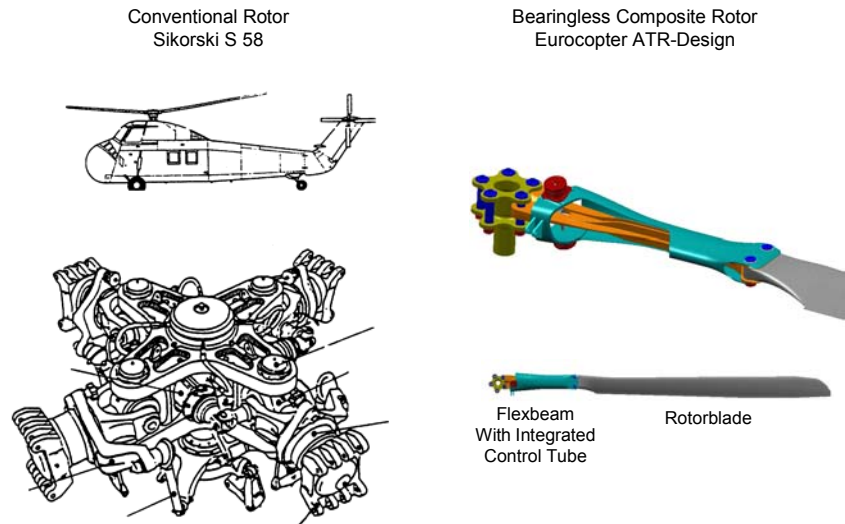 Conventional Rotor
Sikorski S 58
Bearingless Composite Rotor
Eurocopter ATR-Design
Flexbeam
With Integrated
Control Tube
Rotorblade